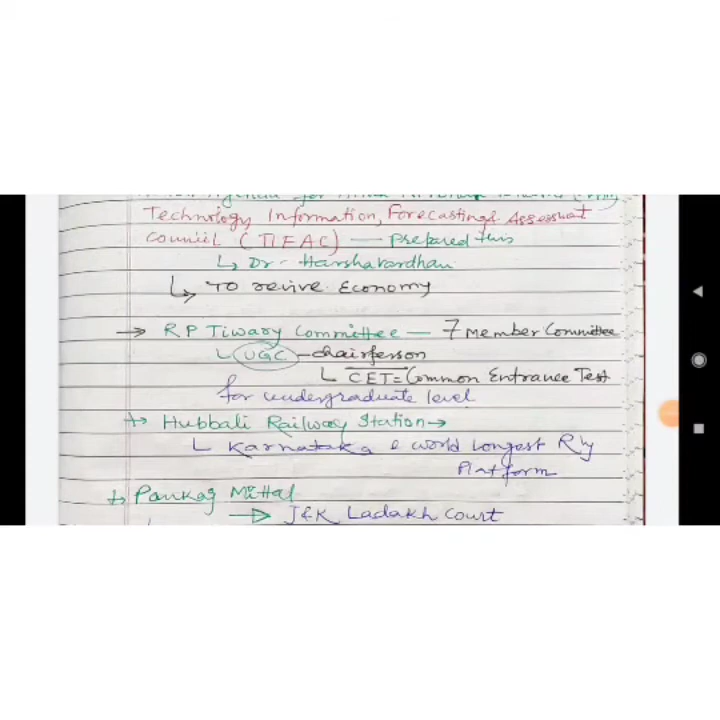 for
Technology Information, Forecasting & Assessment
Council (TIFAC) — prepared this
↳ Dr. Harshavardhan
↳ To revive Economy
→ RP Tiwary Committee — 7 member Committee
↳ UGC - chairperson
↳ CET = Common Entrance Test
for undergraduate level
→ Hubbali Railway Station →
↳ Karnataka world longest Rly
Platform
→ Pankaj Mittal
→ J&K Ladakh Court